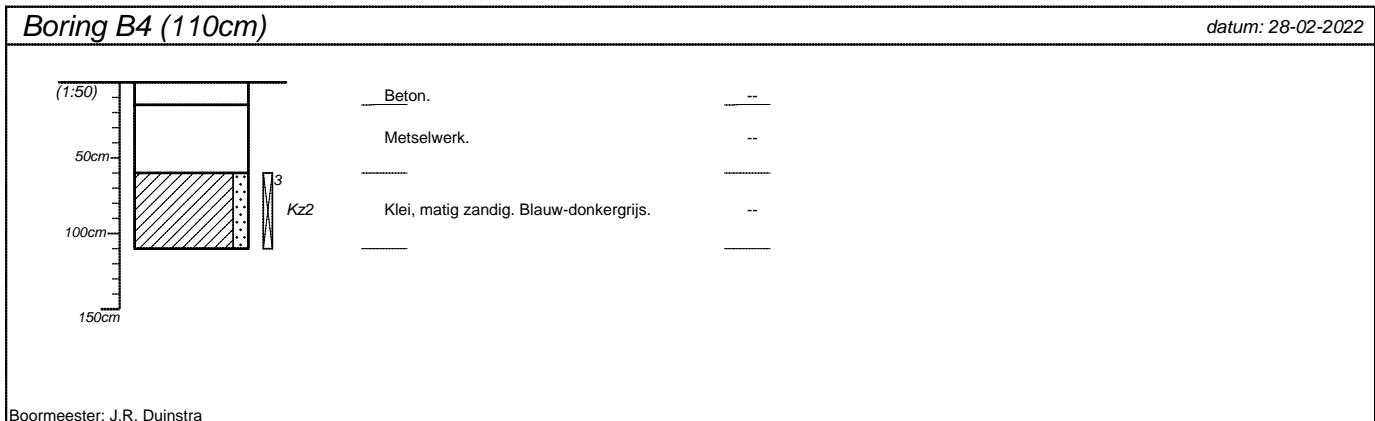 Boring B4 (110cm) datum: 28-02-2022
(1:50) Beton. --
Metselwerk. --
50cm
3
Kz2 Klei, matig zandig. Blauw-donkergrijs. --
100cm
150cm
Boormeester: J.R. Duinstra